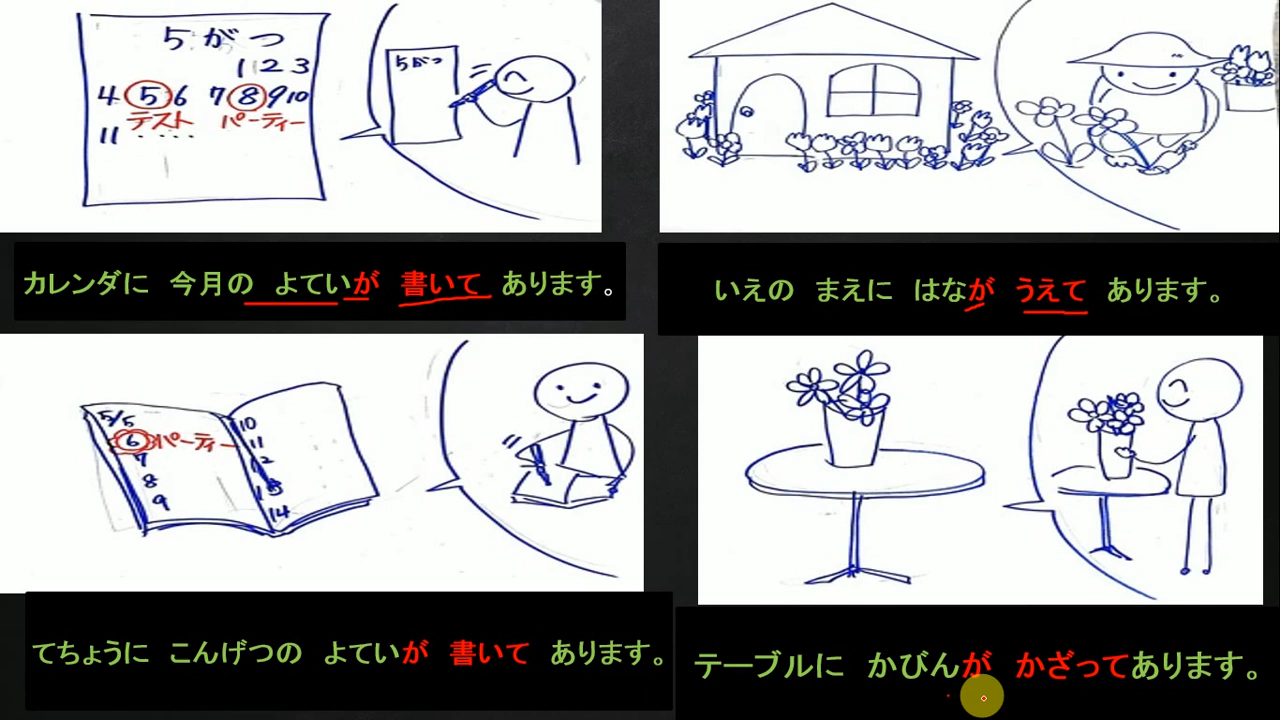 5がつ
1 2 3
4 5 6 7 8 9 10
テスト パーティー
11 ・・・・・
5がつ
カレンダに 今月の よていが 書いて あります。
いえの まえに はなが うえて あります。
5/5
6 パーティー
7
8
9
10
11
12
13
14
てちょうに こんげつの よていが 書いて あります。
テーブルに かびんが かざってあります。